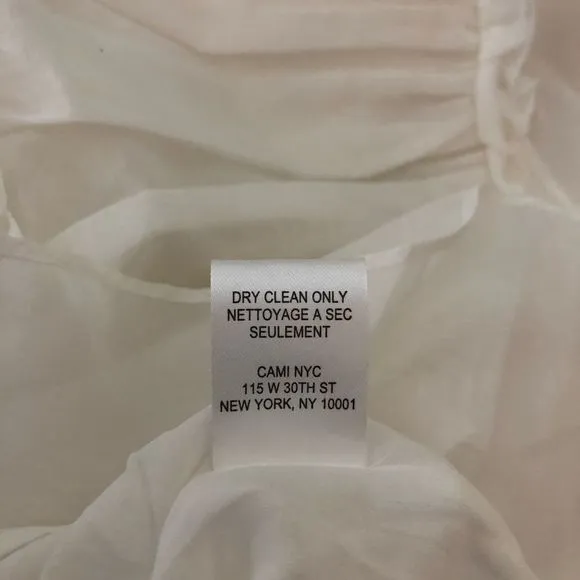 DRY CLEAN ONLY
NETTOYAGE A SEC
SEULEMENT
CAMI NYC
115 W 30TH ST
NEW YORK, NY 10001